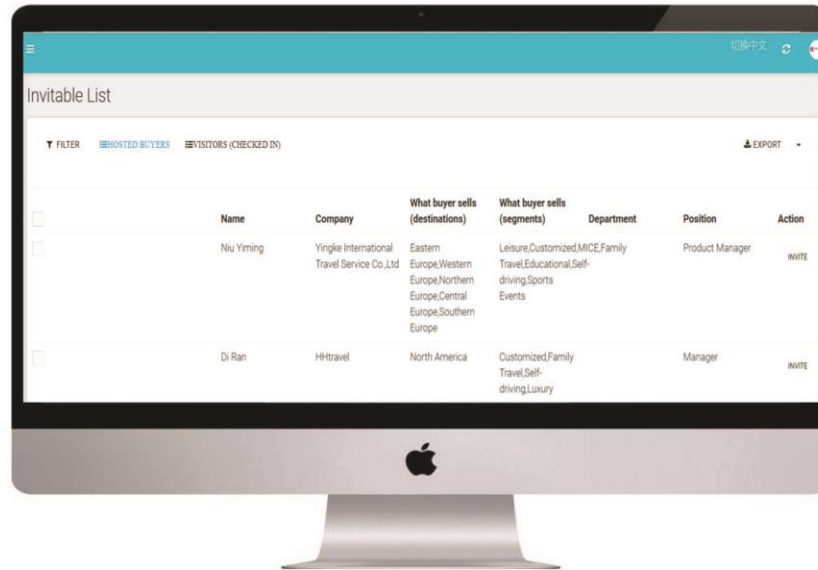 切换中文
Invitable List
FILTER HOSTED BUYERS VISITORS (CHECKED IN) EXPORT
Name Company What buyer sells (destinations) What buyer sells (segments) Department Position Action
Niu Yiming Yingke International Eastern Leisure,Customized,MICE,Family Product Manager INVITE
Travel Service Co.,Ltd Europe,Western Travel,Educational,Self-
Europe,Northern driving,Sports
Europe,Central Events
Europe,Southern
Europe
Di Ran HHtravel North America Customized,Family Manager INVITE
Travel,Self-
driving,Luxury